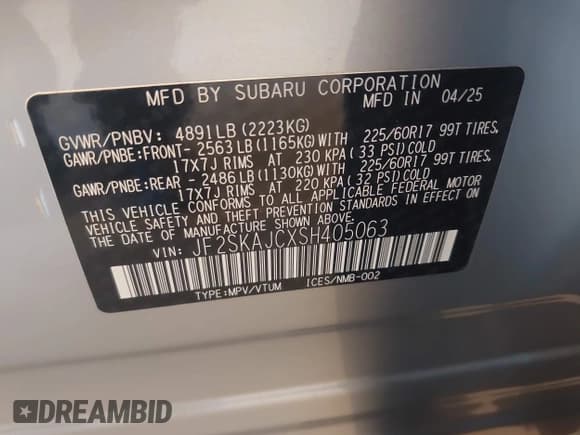 MFD BY SUBARU CORPORATION
MFD IN 04/25
GVWR/PNBV: 4891LB (2223KG)
GAWR/PNBE:FRONT- 2563LB(1165KG)WITH 225/60R17 99T TIRES,
17X7J RIMS AT 230 KPA( 33 PSI)COLD
GAWR/PNBE:REAR - 2486LB(1130KG)WITH 225/60R17 99T TIRES,
17X7J RIMS AT 220 KPA( 32 PSI)COLD
THIS VEHICLE CONFORMS TO ALL APPLICABLE FEDERAL MOTOR
VEHICLE SAFETY AND THEFT PREVENTION STANDARDS IN EFFECT
ON THE DATE OF MANUFACTURE SHOWN ABOVE.
VIN: JF2SKAJCXSH405063
TYPE:MPV/VTUM ICES/NMB-002
DREAMBID